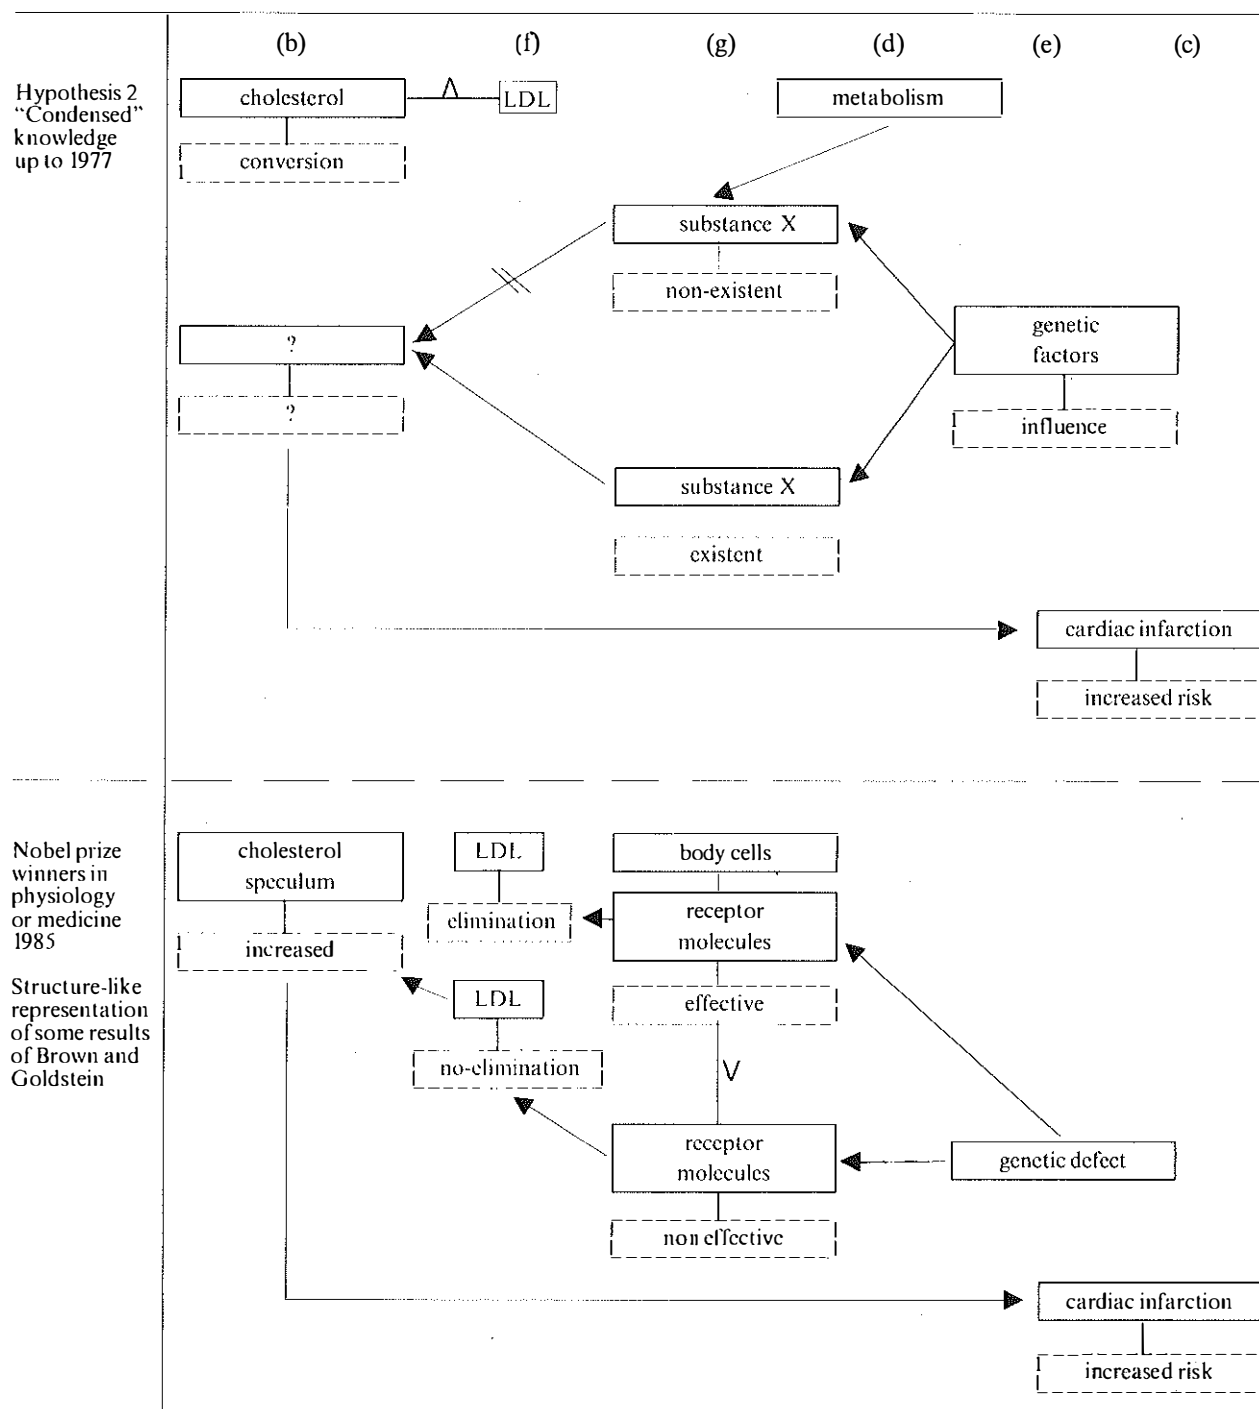 (b) (f) (g) (d) (e) (c)
Hypothesis 2
“Condensed”
knowledge
up to 1977
cholesterol Λ LDL
metabolism
conversion
substance X
non-existent
?
?
genetic
factors
influence
substance X
existent
cardiac infarction
increased risk
Nobel prize
winners in
physiology
or medicine
1985
Structure-like
representation
of some results
of Brown and
Goldstein
cholesterol
speculum
increased
LDL
elimination
LDL
no-elimination
body cells
receptor
molecules
effective
V
receptor
molecules
non effective
genetic defect
cardiac infarction
increased risk